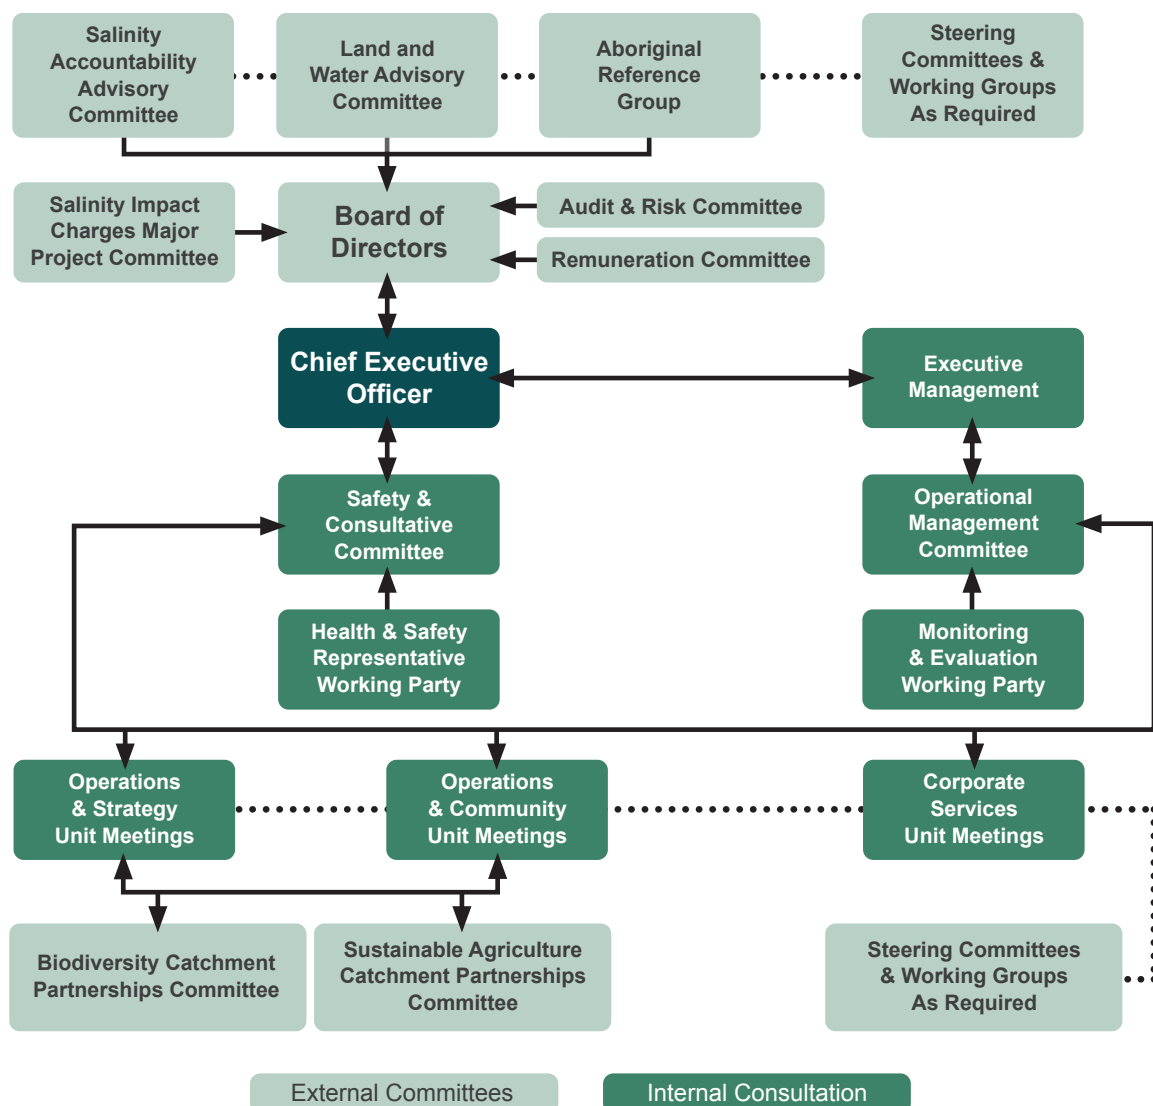 Salinity
Accountability
Advisory
Committee
Land and
Water Advisory
Committee
Aboriginal
Reference
Group
Steering
Committees &
Working Groups
As Required
Salinity Impact
Charges Major
Project Committee
Board of
Directors
Audit & Risk Committee
Remuneration Committee
Chief Executive
Officer
Executive
Management
Safety &
Consultative
Committee
Operational
Management
Committee
Health & Safety
Representative
Working Party
Monitoring
& Evaluation
Working Party
Operations
& Strategy
Unit Meetings
Operations
& Community
Unit Meetings
Corporate
Services
Unit Meetings
Biodiversity Catchment
Partnerships Committee
Sustainable Agriculture
Catchment Partnerships
Committee
Steering Committees
& Working Groups
As Required
External Committees
Internal Consultation